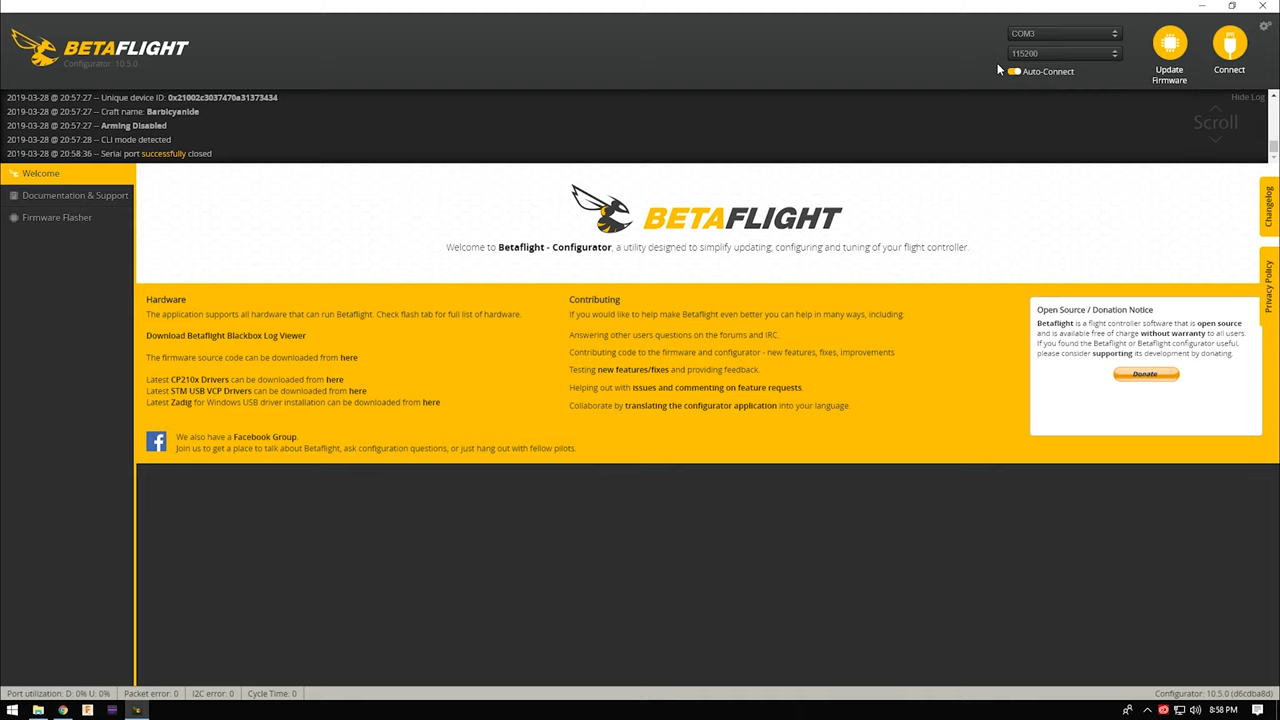 BETAFLIGHT
Configurator: 10.5.0
COM3
115200
Auto-Connect
Update
Firmware
Connect
2019-03-28 @ 20:57:27 -- Unique device ID: 0x21002c3037470a31373434
2019-03-28 @ 20:57:27 -- Craft name: Barbicyanide
2019-03-28 @ 20:57:27 -- Arming Disabled
2019-03-28 @ 20:57:28 -- CLI mode detected
2019-03-28 @ 20:58:36 -- Serial port successfully closed
Hide Log
Scroll
Welcome
Documentation & Support
Firmware Flasher
BETAFLIGHT
Welcome to Betaflight - Configurator, a utility designed to simplify updating, configuring and tuning of your flight controller.
Changelog
Privacy Policy
Hardware
The application supports all hardware that can run Betaflight. Check flash tab for full list of hardware.
Download Betaflight Blackbox Log Viewer
The firmware source code can be downloaded from here
Latest CP210x Drivers can be downloaded from here
Latest STM USB VCP Drivers can be downloaded from here
Latest Zadig for Windows USB driver installation can be downloaded from here
We also have a Facebook Group.
Join us to get a place to talk about Betaflight, ask configuration questions, or just hang out with fellow pilots.
Contributing
If you would like to help make Betaflight even better you can help in many ways, including:
Answering other users questions on the forums and IRC.
Contributing code to the firmware and configurator - new features, fixes, improvements
Testing new features/fixes and providing feedback.
Helping out with issues and commenting on feature requests.
Collaborate by translating the configurator application into your language.
Open Source / Donation Notice
Betaflight is a flight controller software that is open source
and is available free of charge without warranty to all users.
If you found the Betaflight or Betaflight configurator useful,
please consider supporting its development by donating.
Donate
Port utilization: D: 0% U: 0%
Packet error: 0
I2C error: 0
Cycle Time: 0
Configurator: 10.5.0 (d6cdba8d)
8:58 PM